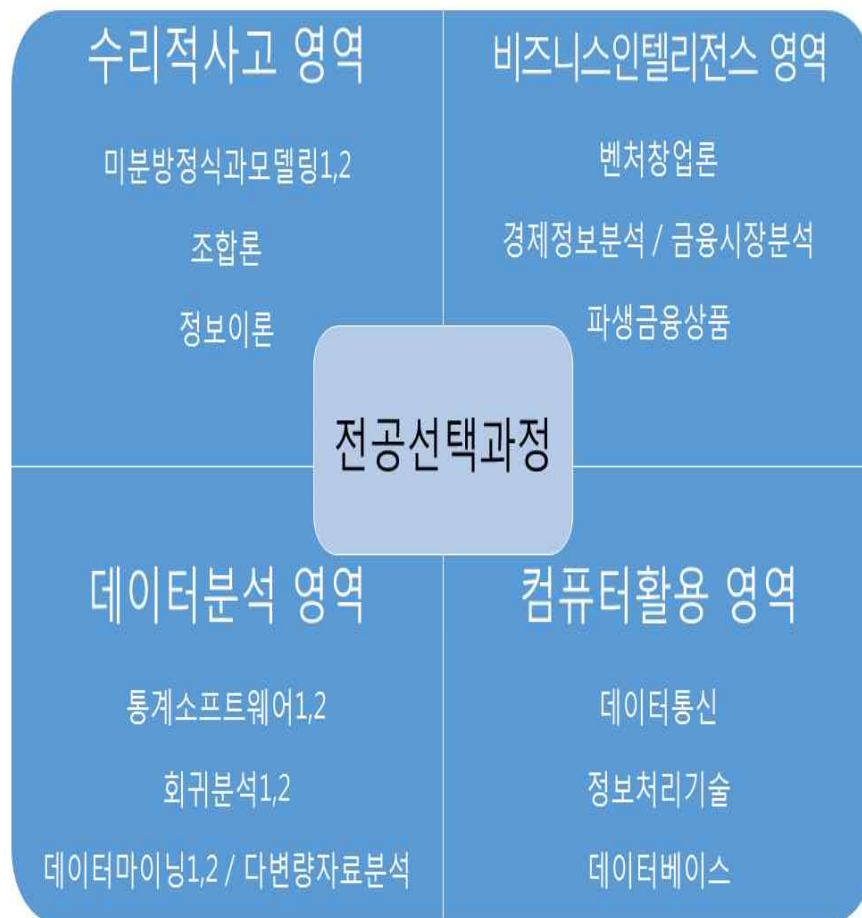 수리적사고 영역
미분방정식과모델링1,2
조합론
정보이론
비즈니스인텔리전스 영역
벤처창업론
경제정보분석 / 금융시장분석
파생금융상품
전공선택과정
데이터분석 영역
통계소프트웨어1,2
회귀분석1,2
데이터마이닝1,2 / 다변량자료분석
컴퓨터활용 영역
데이터통신
정보처리기술
데이터베이스